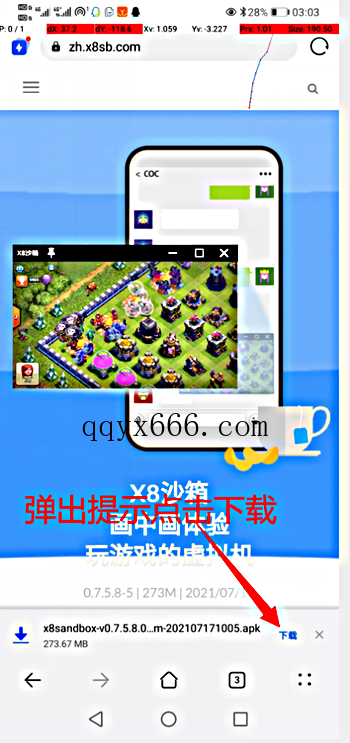 HD 4G 4G 28% 03:03
P: 0 / 1 dX:-37.2 dY:-118.6 Xv: 1.059 Yv: -3.227 Prs: 1.01 Size: 190.50
zh.x8sb.com
< COC
X8沙箱
qqyx666.com
X8沙箱
弹出提示点击下载
画中画体验
玩游戏的虚拟机
0.7.5.8-5 | 273M | 2021/07/1
x8sandbox-v0.7.5.8.0...m-202107171005.apk
下载
273.67 MB
3